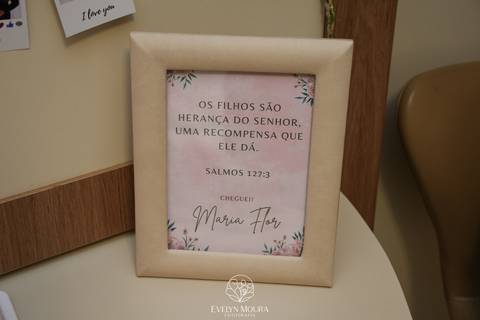 I love you
OS FILHOS SÃO
HERANÇA DO SENHOR,
UMA RECOMPENSA QUE
ELE DÁ.
SALMOS 127:3
CHEGUEI!
Maria Flor
EVELYN MOURA
FOTOGRAFIA